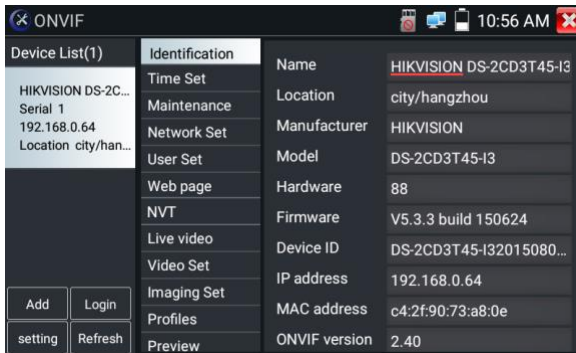 ONVIF
10:56 AM
Device List(1)
HIKVISION DS-2C...
Serial 1
192.168.0.64
Location city/han...
Add
Login
setting
Refresh
Identification
Time Set
Maintenance
Network Set
User Set
Web page
NVT
Live video
Video Set
Imaging Set
Profiles
Preview
Name HIKVISION DS-2CD3T45-I3
Location city/hangzhou
Manufacturer HIKVISION
Model DS-2CD3T45-I3
Hardware 88
Firmware V5.3.3 build 150624
Device ID DS-2CD3T45-I32015080...
IP address 192.168.0.64
MAC address c4:2f:90:73:a8:0e
ONVIF version 2.40